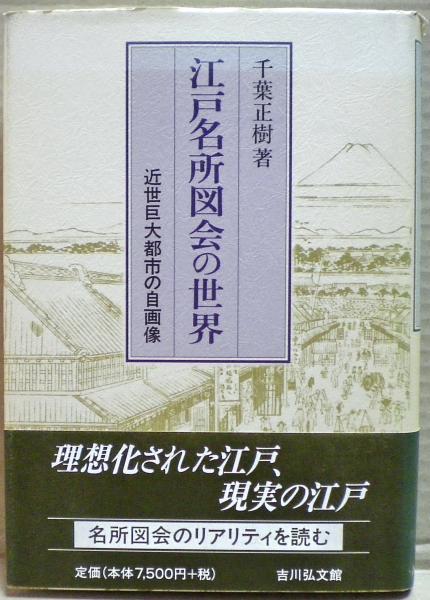 千葉正樹著
江戸名所図会の世界
近世巨大都市の自画像
理想化された江戸、
現実の江戸
名所図会のリアリティを読む
定価(本体7,500円+税)
吉川弘文館